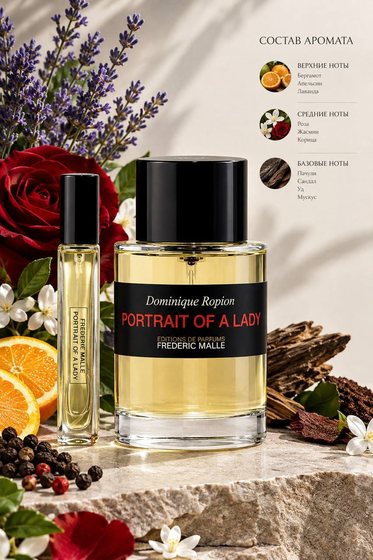 СОСТАВ АРОМАТА
ВЕРХНИЕ НОТЫ
Бергамот
Апельсин
Лаванда
СРЕДНИЕ НОТЫ
Роза
Жасмин
Корица
БАЗОВЫЕ НОТЫ
Пачули
Сандал
Уд
Мускус
FREDERIC MALLE
PORTRAIT OF A LADY
Dominique Ropion
PORTRAIT OF A LADY
EDITIONS DE PARFUMS
FREDERIC MALLE